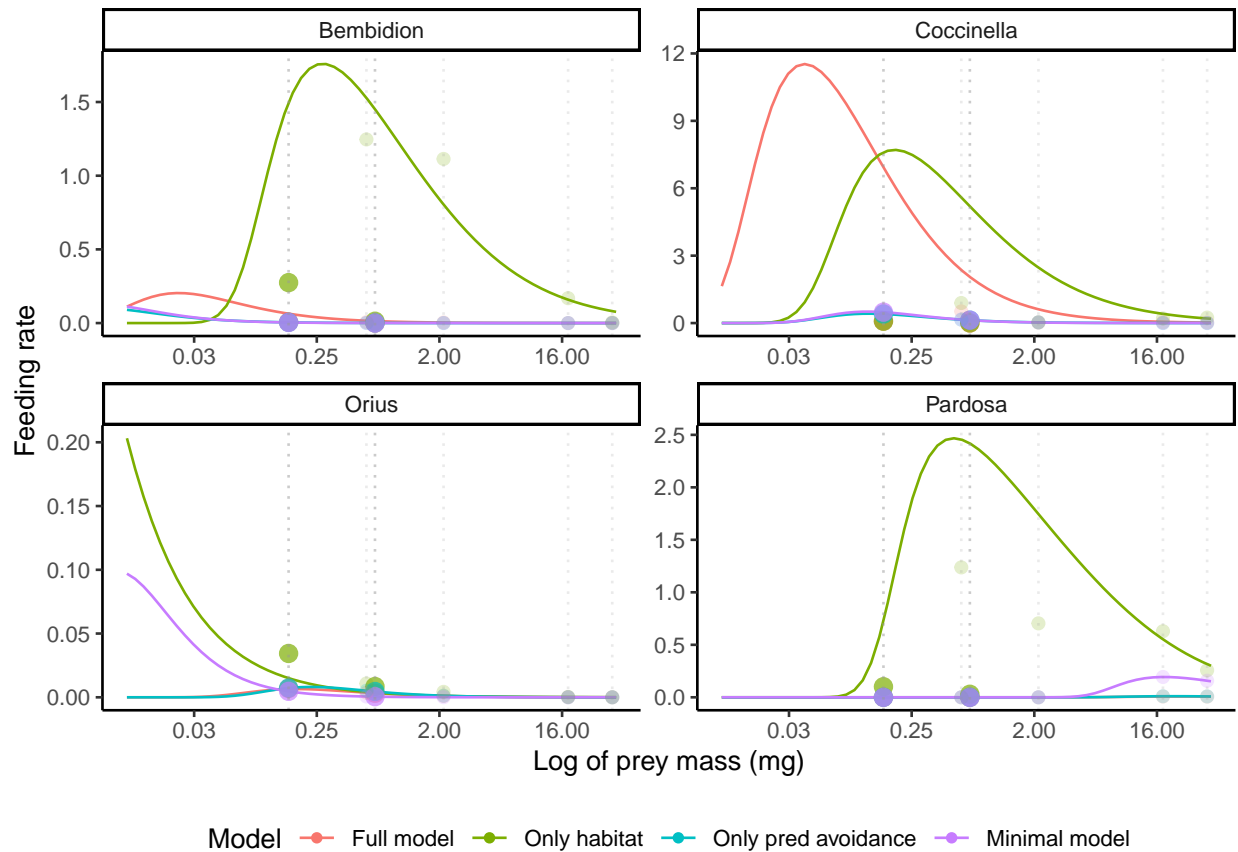 Bembidion
Coccinella
1.5
1.0
0.5
0.0
12
9
6
3
0
0.03 0.25 2.00 16.00
0.03 0.25 2.00 16.00
Feeding rate
Orius
Pardosa
0.20
0.15
0.10
0.05
0.00
2.5
2.0
1.5
1.0
0.5
0.0
0.03 0.25 2.00 16.00
0.03 0.25 2.00 16.00
Log of prey mass (mg)
Model Full model Only habitat Only pred avoidance Minimal model